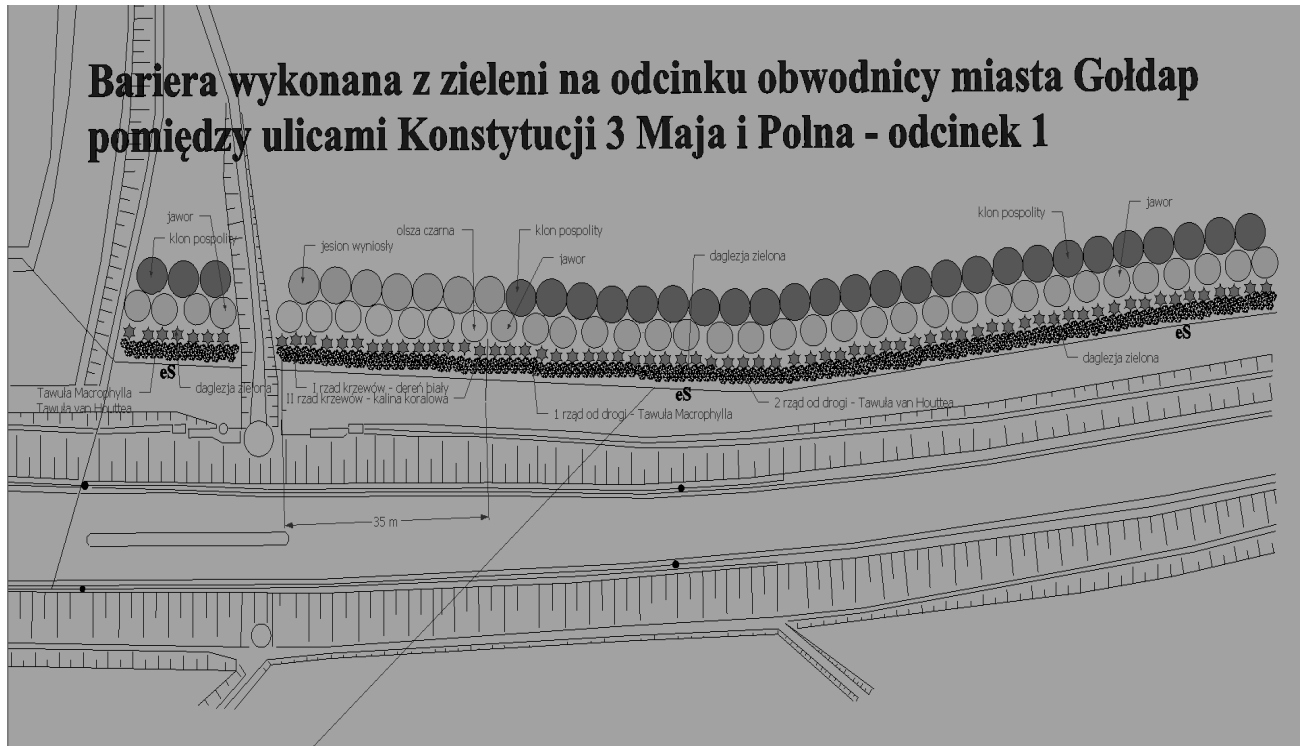 Bariera wykonana z zieleni na odcinku obwodnicy miasta Gołdap
pomiędzy ulicami Konstytucji 3 Maja i Polna - odcinek 1
jawor
klon pospolity
jesion wyniosły
olsza czarna
klon pospolity
jawor
daglezja zielona
klon pospolity
jawor
eS
daglezja zielona
Tawuła Macrophylla
Tawuła van Houttea
I rzad krzewów - dereń biały
II rzad krzewów - kalina koralowa
1 rząd od drogi - Tawuła Macrophylla
eS
2 rząd od drogi - Tawuła van Houttea
eS
daglezja zielona
35 m